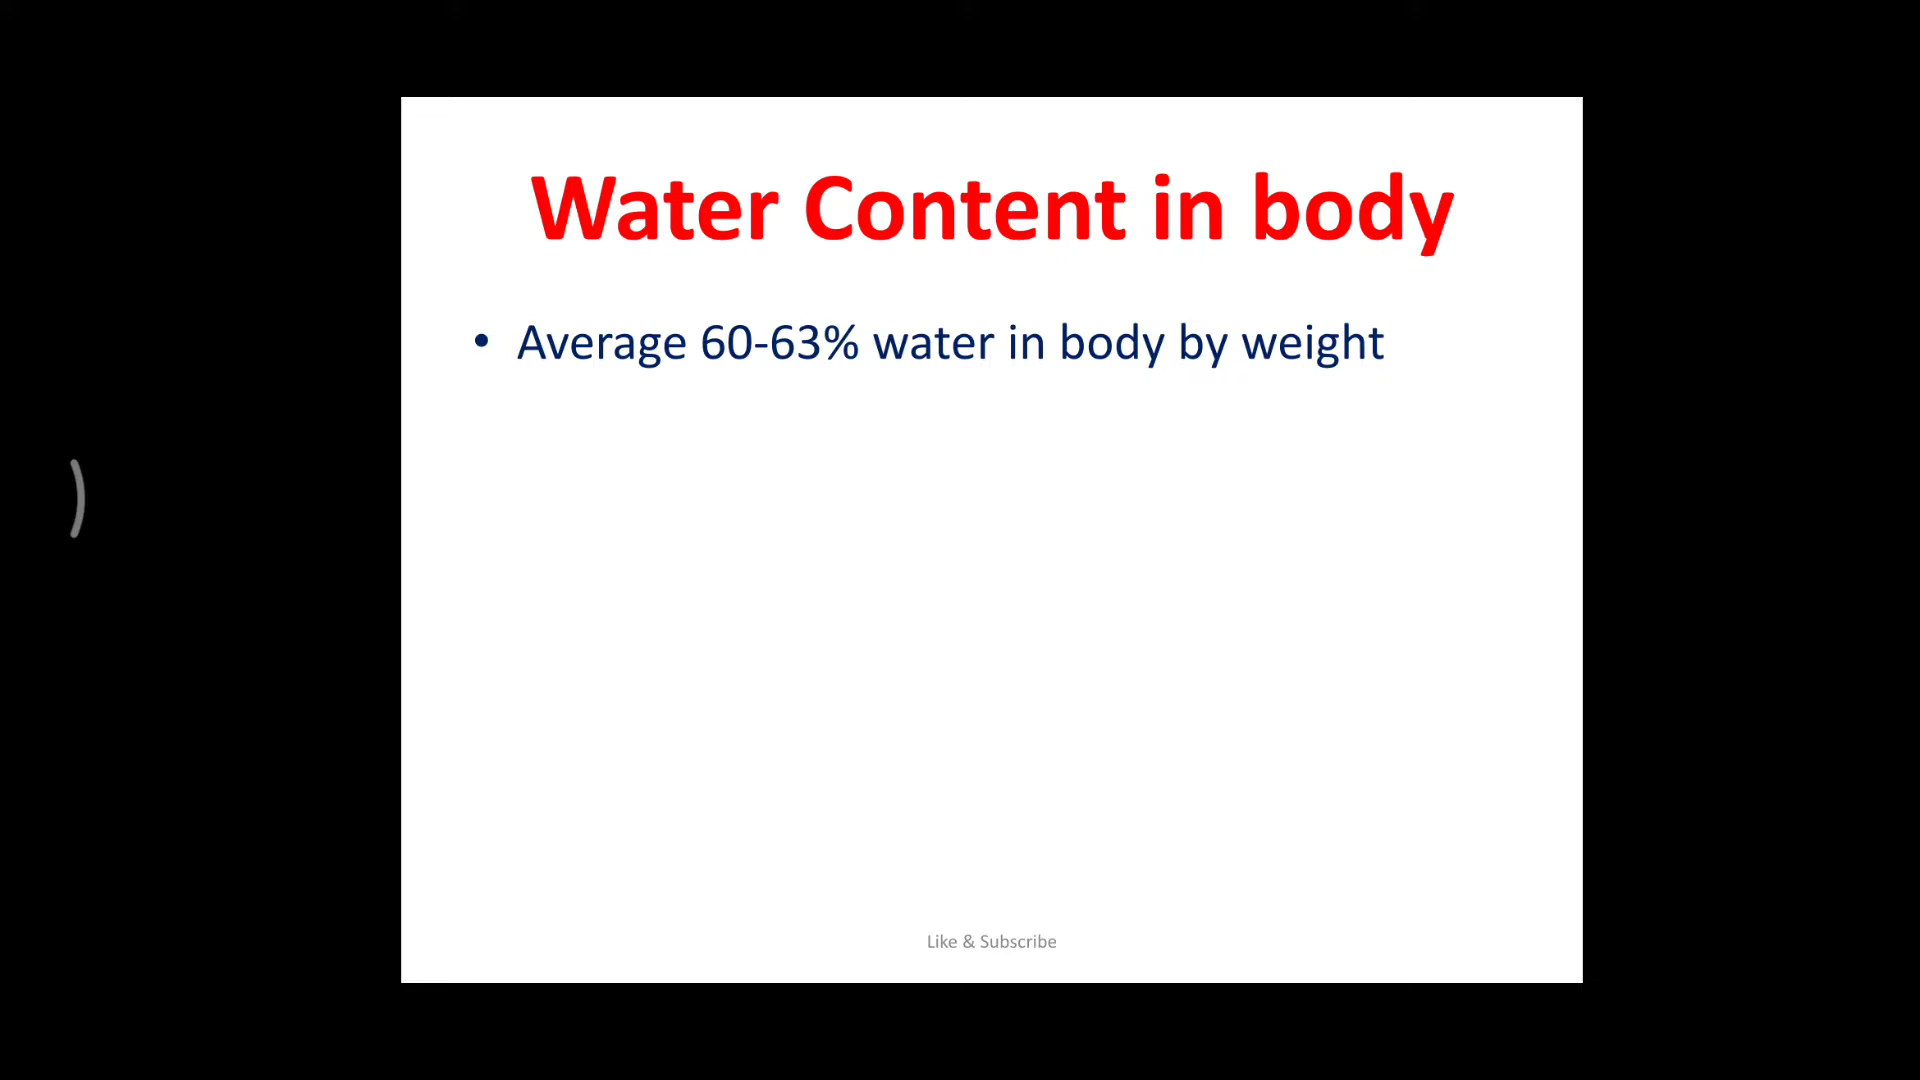 Water Content in body
• Average 60-63% water in body by weight
Like & Subscribe